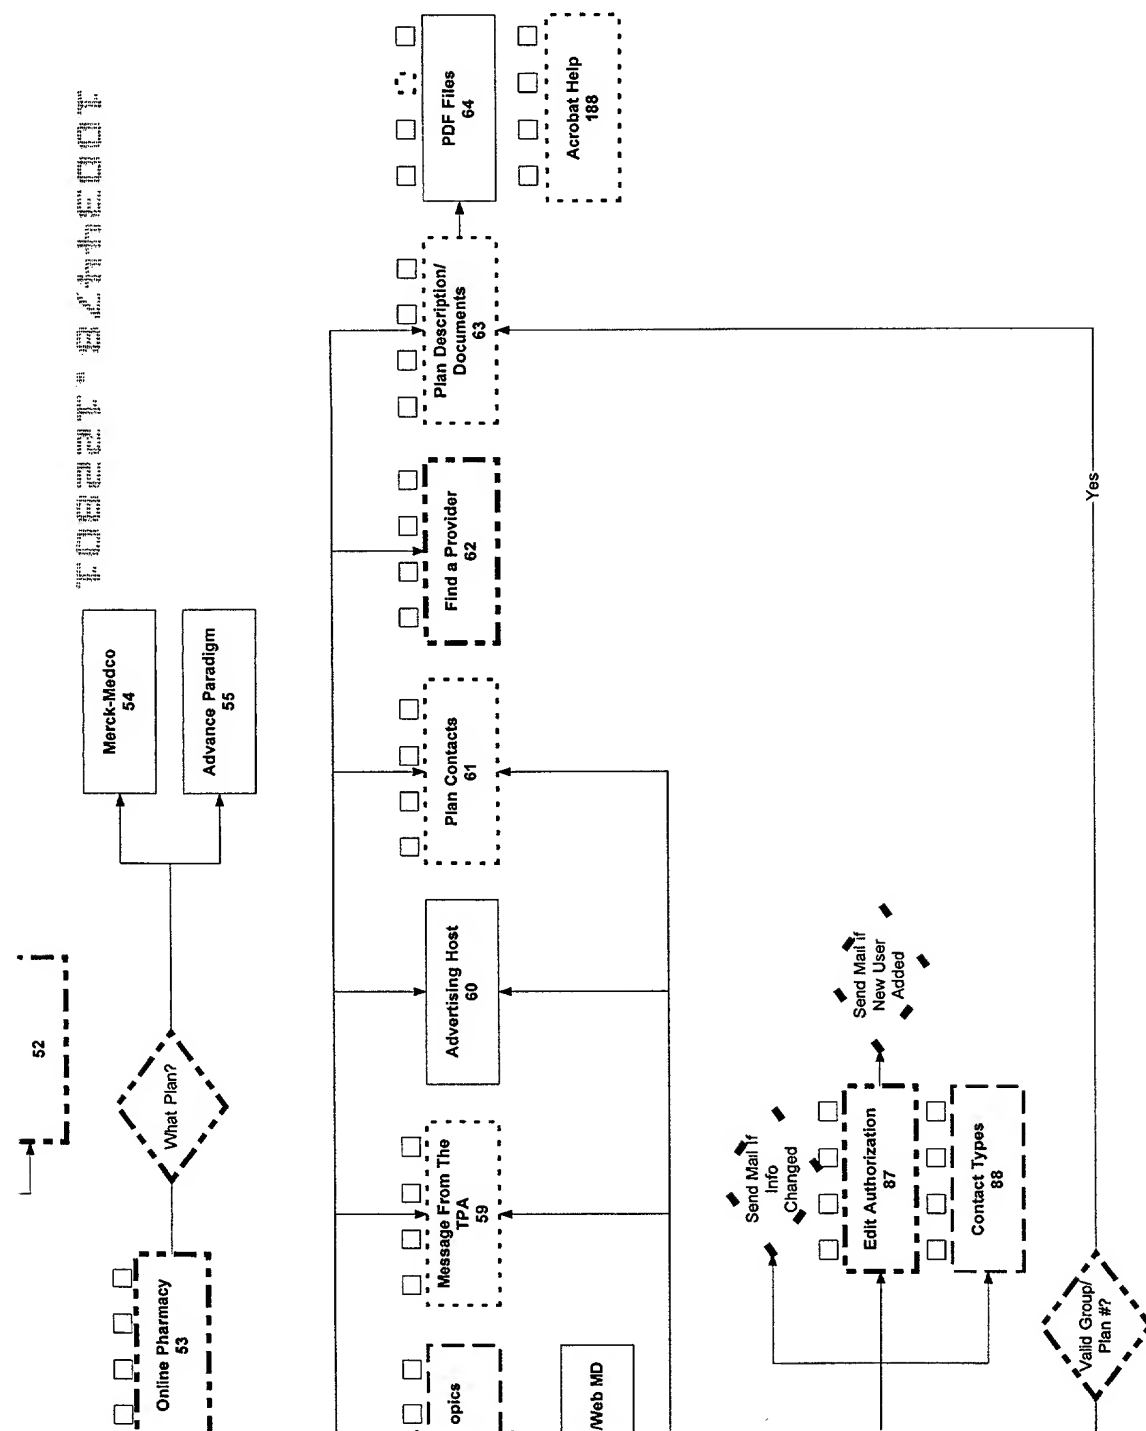 PDF Files
64
Acrobat Help
188
Plan Description/
Documents
63
Find a Provider
62
Yes
Merck-Medco
54
Advance Paradigm
55
Plan Contacts
61
Advertising Host
60
Send Mail If
New User
Added
52
What Plan?
Message From The
TPA
59
Send Mail If
Info
Changed
Edit Authorization
87
Contact Types
88
Online Pharmacy
53
opics
/Web MD
Valid Group/
Plan #?